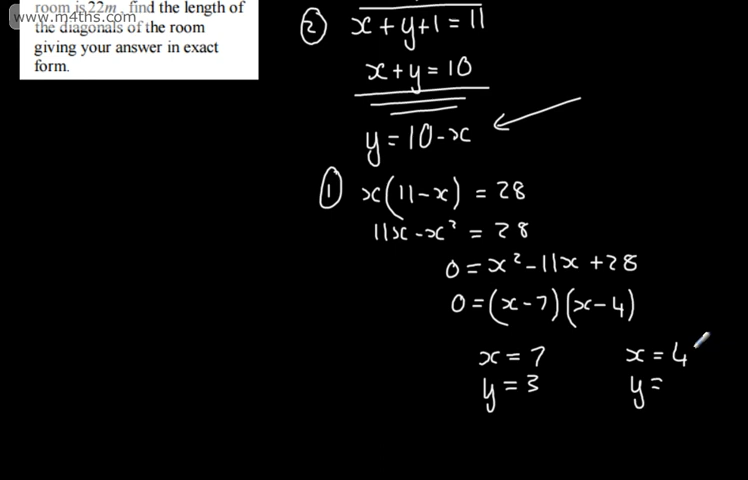 room is 22m , find the length of
www.m4ths.com
the diagonals of the room
giving your answer in exact
form.
② x + y + 1 = 11
x + y = 10
y = 10 - x
① x(11 - x) = 28
11x - x² = 28
0 = x² - 11x + 28
0 = (x - 7)(x - 4)
x = 7 x = 4
y = 3 y =